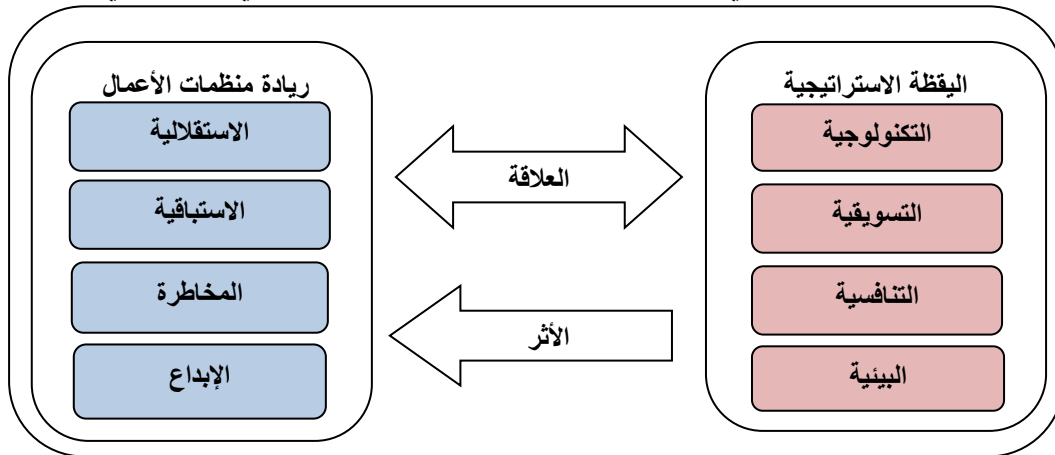 اليقظة الاستراتيجية
التكنولوجية
التسويقية
التنافسية
البيئية
العلاقة
الأثر
ريادة منظمات الأعمال
الاستقلالية
الاستباقية
المخاطرة
الإبداع